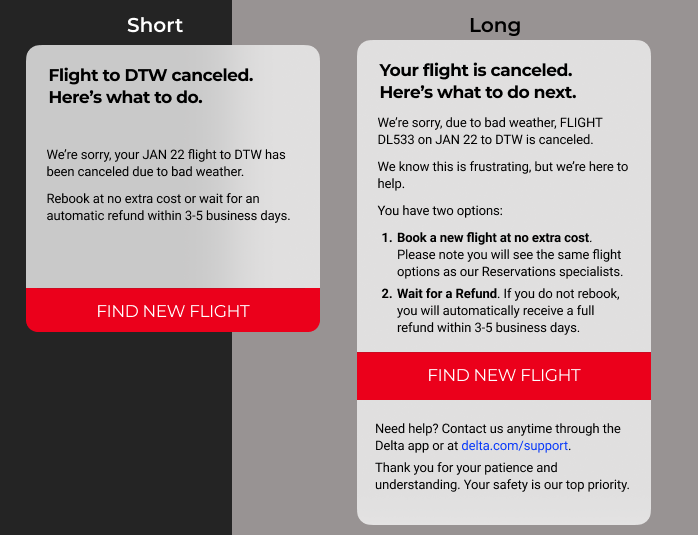 Short
Flight to DTW canceled.
Here’s what to do.
We’re sorry, your JAN 22 flight to DTW has
been canceled due to bad weather.
Rebook at no extra cost or wait for an
automatic refund within 3-5 business days.
FIND NEW FLIGHT
Long
Your flight is canceled.
Here’s what to do next.
We’re sorry, due to bad weather, FLIGHT
DL533 on JAN 22 to DTW is canceled.
We know this is frustrating, but we’re here to
help.
You have two options:
1. Book a new flight at no extra cost.
Please note you will see the same flight
options as our Reservations specialists.
2. Wait for a Refund. If you do not rebook,
you will automatically receive a full
refund within 3-5 business days.
FIND NEW FLIGHT
Need help? Contact us anytime through the
Delta app or at delta.com/support.
Thank you for your patience and
understanding. Your safety is our top priority.